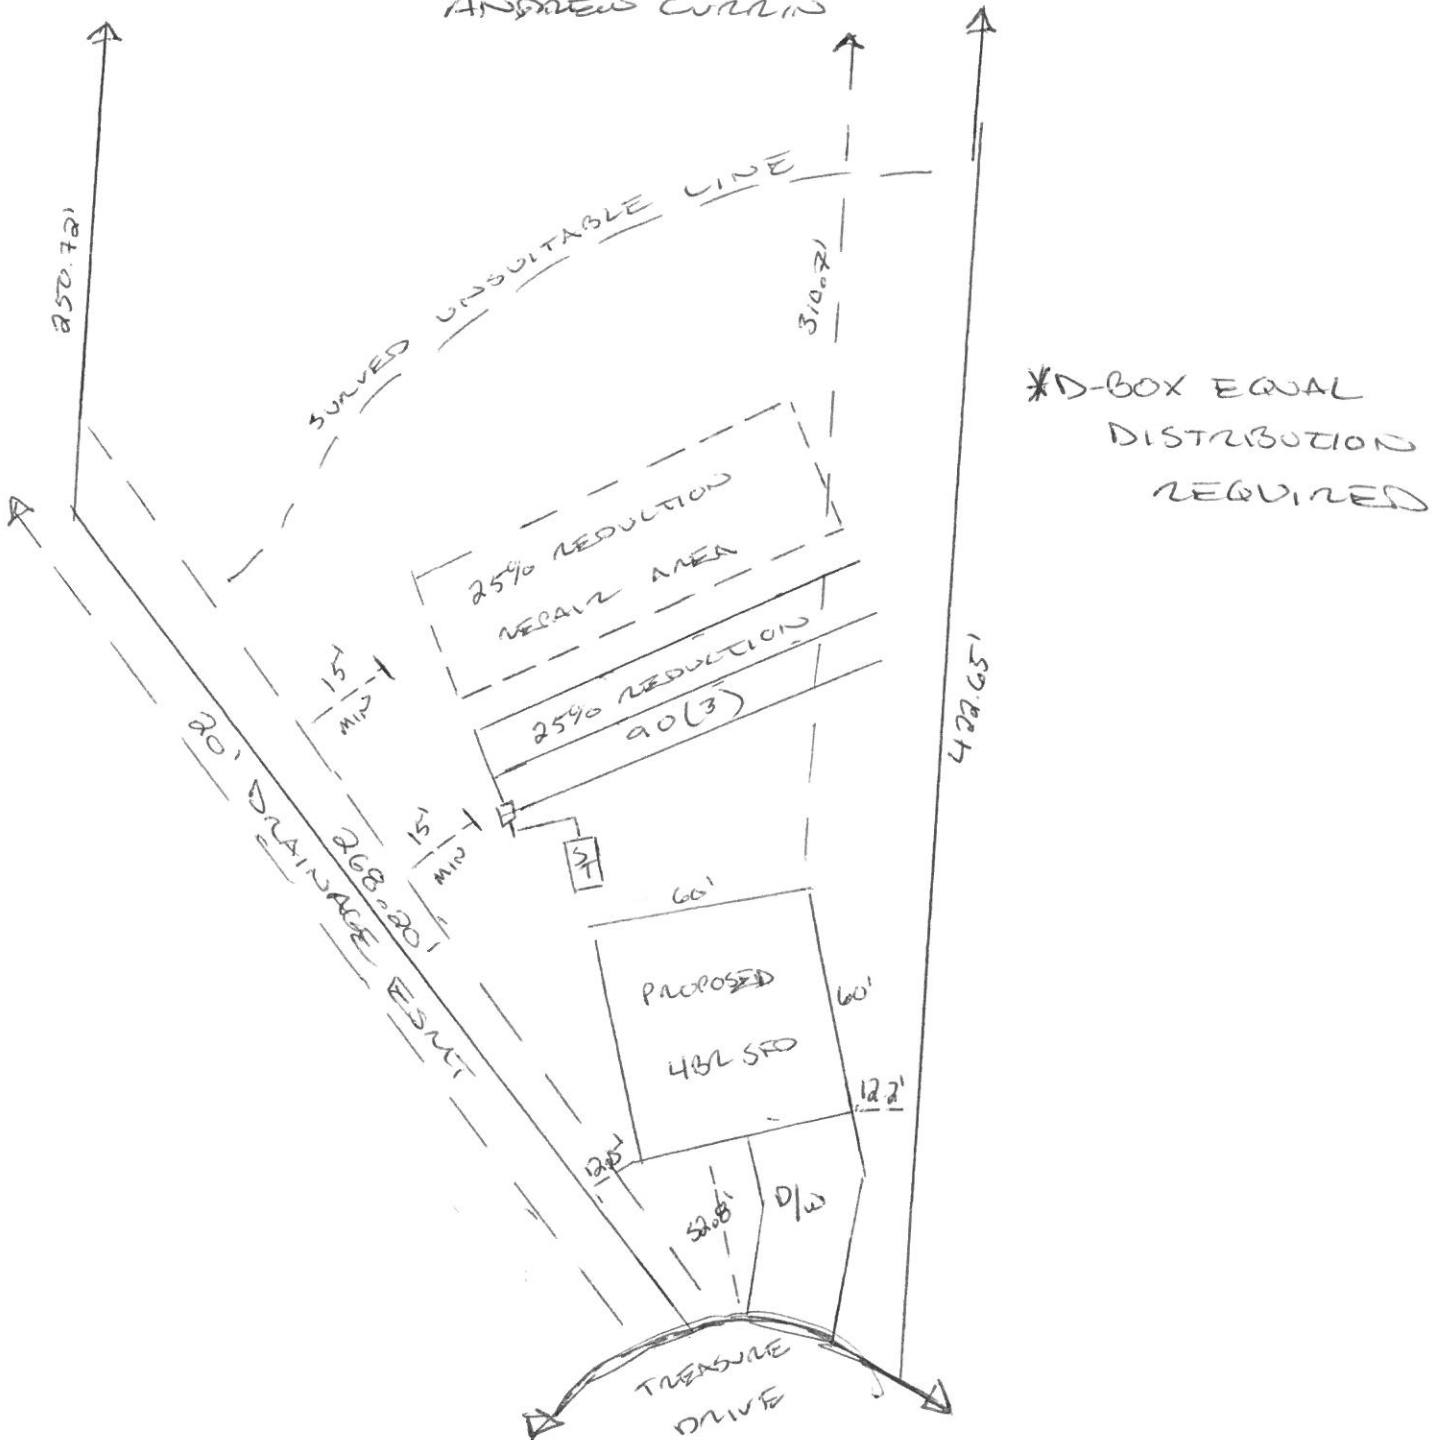 ANDREW CURRIN
250.72'
SURVED UNSUITABLE LINE
310.7'
*D-BOX EQUAL
DISTRIBUTION
REQUIRED
25% REDUCTION
REPAIR AREA
25% REDUCTION
90(3)
15'
MIN
15'
MIN
422.65'
20' DRAINAGE ESMT
268.20'
ST
60'
PROPOSED
4BR SFD
60'
12.2'
12.5'
52.8'
D/W
TREASURE
DRIVE